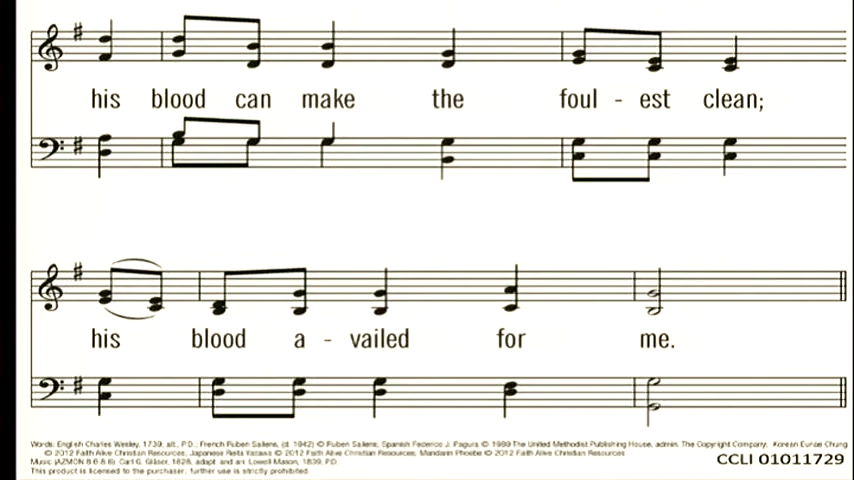 his blood can make the foul - est clean;
his blood a - vailed for me.
Words: English Charles Wesley, 1739, alt., P.D.; French Ruben Saillens, (d. 1942) © Ruben Saillens; Spanish Federico J. Pagura © 1989 The United Methodist Publishing House, admin. The Copyright Company; Korean Eunae Chung
© 2012 Faith Alive Christian Resources, Japanese Reita Yazawa © 2012 Faith Alive Christian Resources; Mandarin Phoebe © 2012 Faith Alive Christian Resources
Music: (AZMON 8.6.8.6) Carl G. Gläser, 1828, adapt. and arr. Lowell Mason, 1839, P.D.
This product is licensed to the purchaser. further use is strictly prohibited.
CCLI 01011729